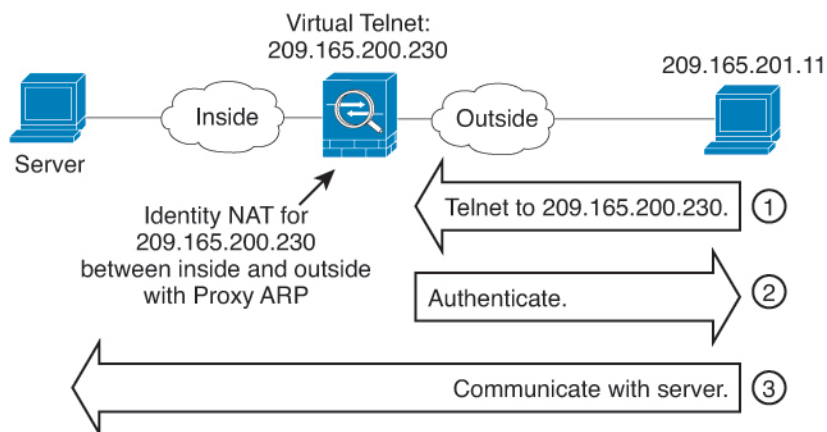 Virtual Telnet:
209.165.200.230
209.165.201.11
Inside
Outside
Server
Identity NAT for
209.165.200.230
between inside and outside
with Proxy ARP
Telnet to 209.165.200.230.
1
Authenticate.
2
Communicate with server.
3